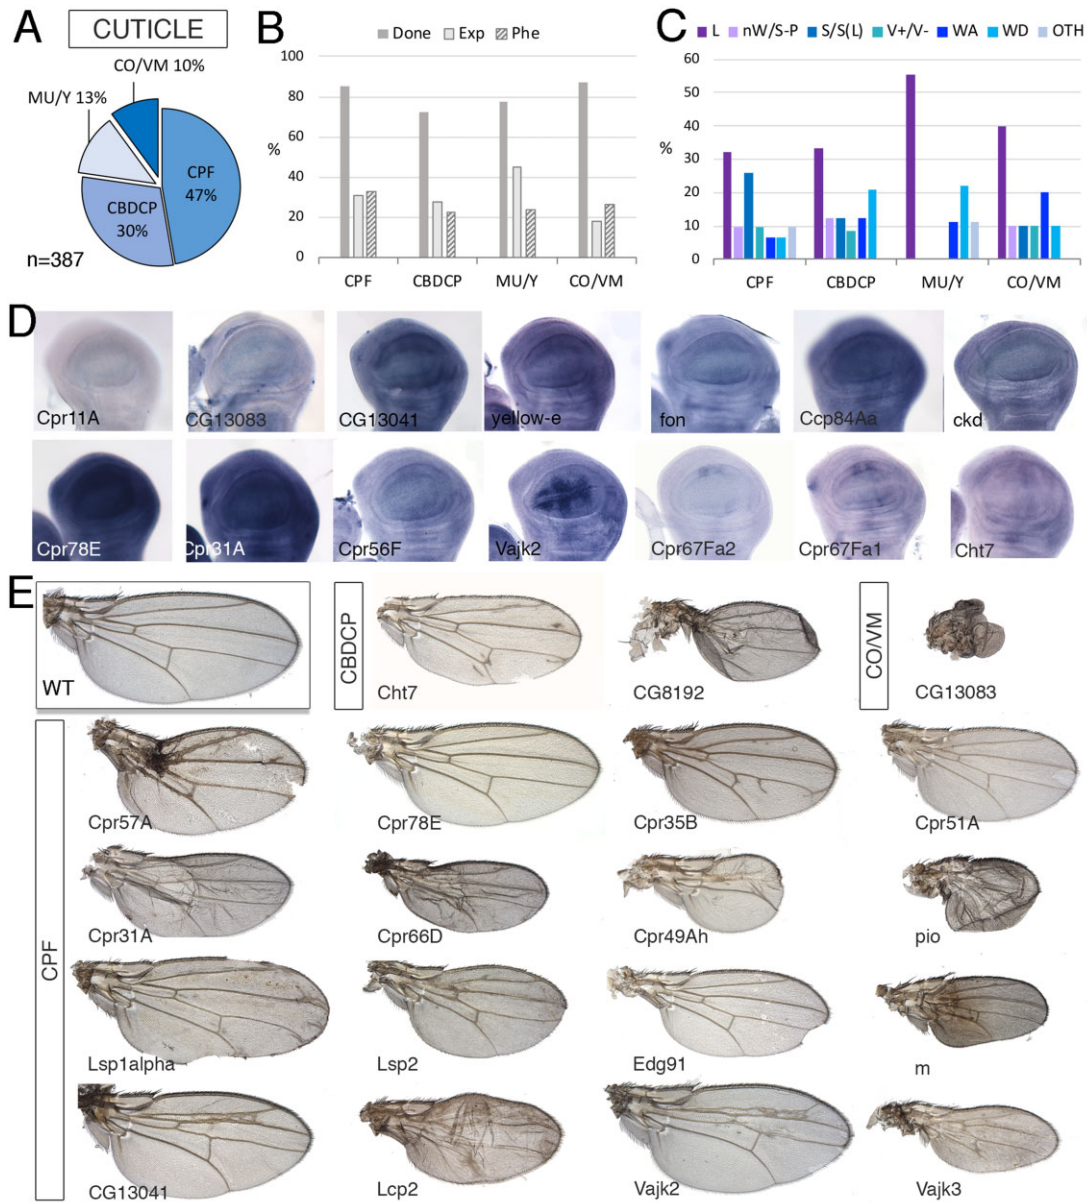 A CUTICLE
CO/VM 10%
MU/Y 13%
CPF
47%
CBDCP
30%
n=387
B
Done Exp Phe
100
80
60
%
40
20
0
CPF CBDCP MU/Y CO/VM
C
L nW/S-P S/S(L) V+/V- WA WD OTH
60
50
40
%
30
20
10
0
CPF CBDCP MU/Y CO/VM
D
Cpr11A CG13083 CG13041 yellow-e fon Ccp84Aa ckd
Cpr78E Cpr31A Cpr56F Vajk2 Cpr67Fa2 Cpr67Fa1 Cht7
E
WT
CBDCP
Cht7 CG8192
CO/VM
CG13083
CPF
Cpr57A Cpr78E Cpr35B Cpr51A
Cpr31A Cpr66D Cpr49Ah pio
Lsp1alpha Lsp2 Edg91 m
CG13041 Lcp2 Vajk2 Vajk3